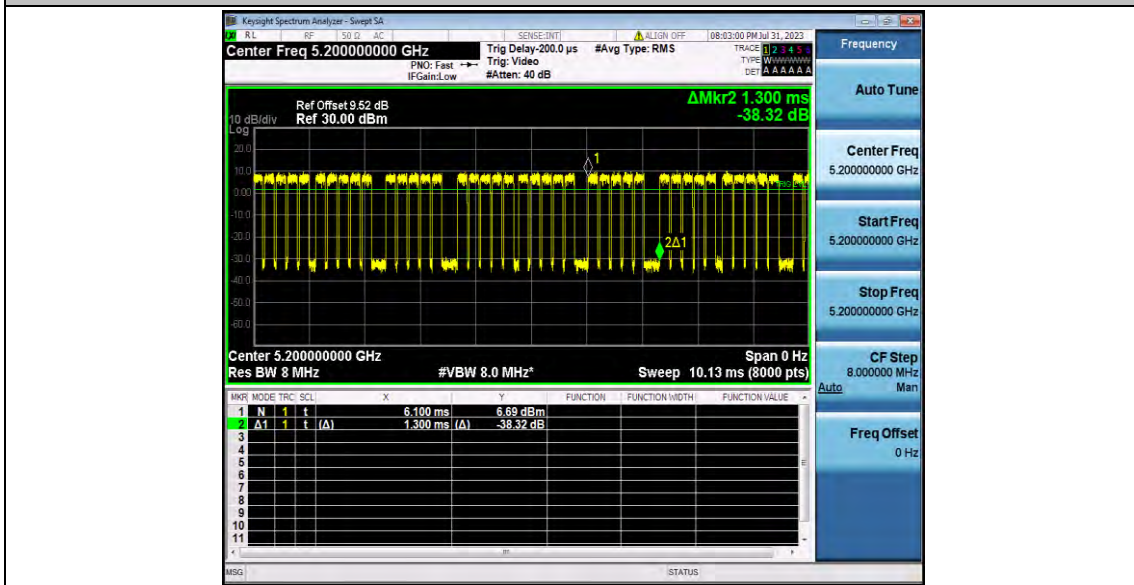 Keysight Spectrum Analyzer - Swept SA
RL RF 50 Ω AC SENSE:INT ALIGN OFF 08:03:00 PM Jul 31, 2023
Center Freq 5.200000000 GHz
Trig Delay-200.0 µs #Avg Type: RMS
TRACE 1 2 3 4 5 6
PNO: Fast Trig: Video
TYPE W
IFGain:Low #Atten: 40 dB
DET A A A A A A
Frequency
Auto Tune
Ref Offset 9.52 dB
ΔMkr2 1.300 ms
10 dB/div Ref 30.00 dBm
-38.32 dB
Log
20.0
10.0
0.00
-10.0
-20.0
-30.0
-40.0
-50.0
-60.0
1
2Δ1
Center 5.200000000 GHz Span 0 Hz
Res BW 8 MHz #VBW 8.0 MHz* Sweep 10.13 ms (8000 pts)
MKR MODE TRC SCL X Y FUNCTION FUNCTION WIDTH FUNCTION VALUE
1 N 1 t 6.100 ms 6.69 dBm
2 Δ1 1 t (Δ) 1.300 ms (Δ) -38.32 dB
3
4
5
6
7
8
9
10
11
MSG STATUS
Center Freq
5.200000000 GHz
Start Freq
5.200000000 GHz
Stop Freq
5.200000000 GHz
CF Step
8.000000 MHz
Auto Man
Freq Offset
0 Hz